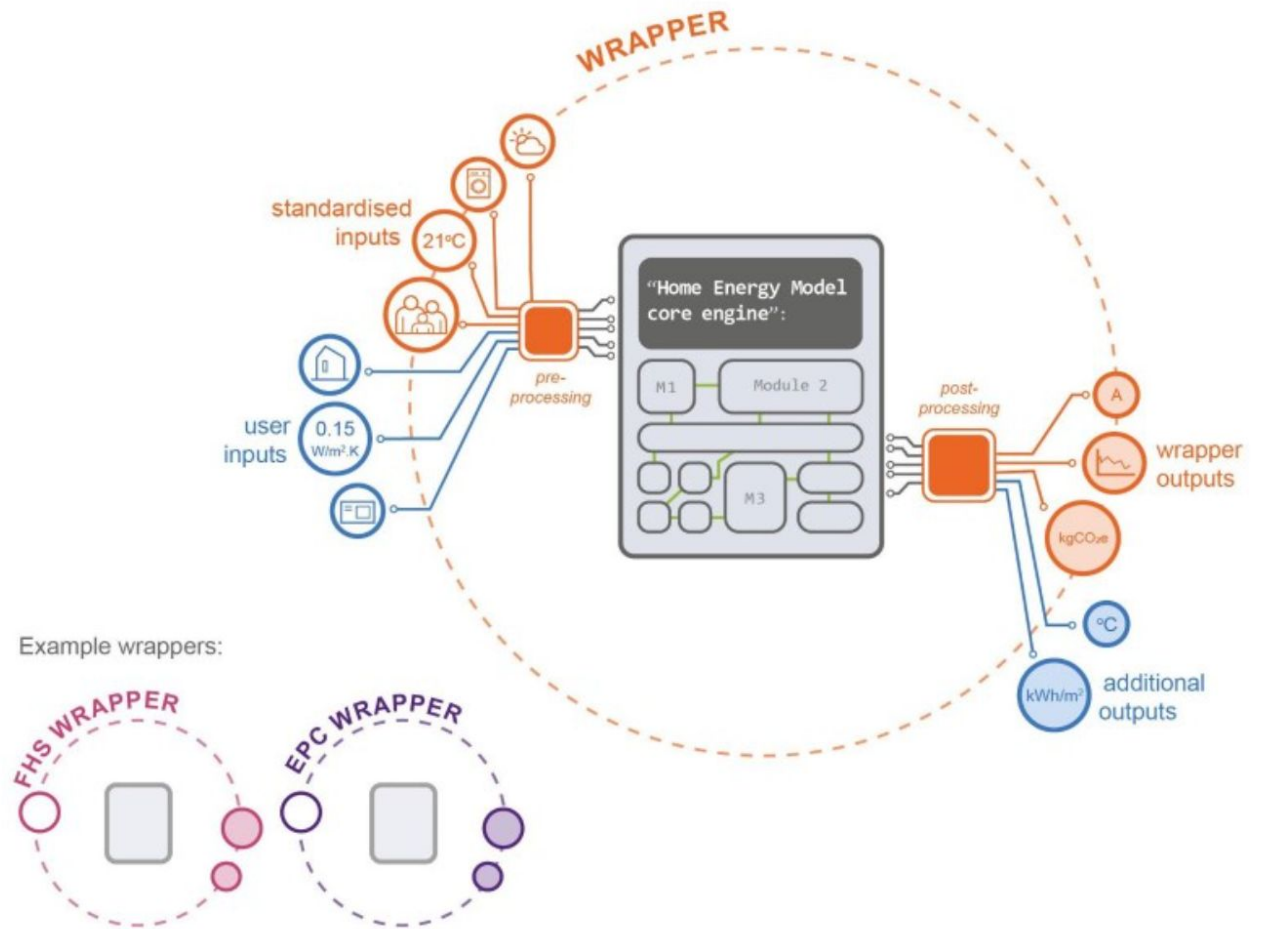 WRAPPER
standardised
inputs
21°C
user
inputs
0.15
W/m².K
pre-
processing
“Home Energy Model
core engine”:
M1
Module 2
M3
post-
processing
A
wrapper
outputs
kgCO₂e
°C
kWh/m²
additional
outputs
Example wrappers:
FHS WRAPPER
EPC WRAPPER